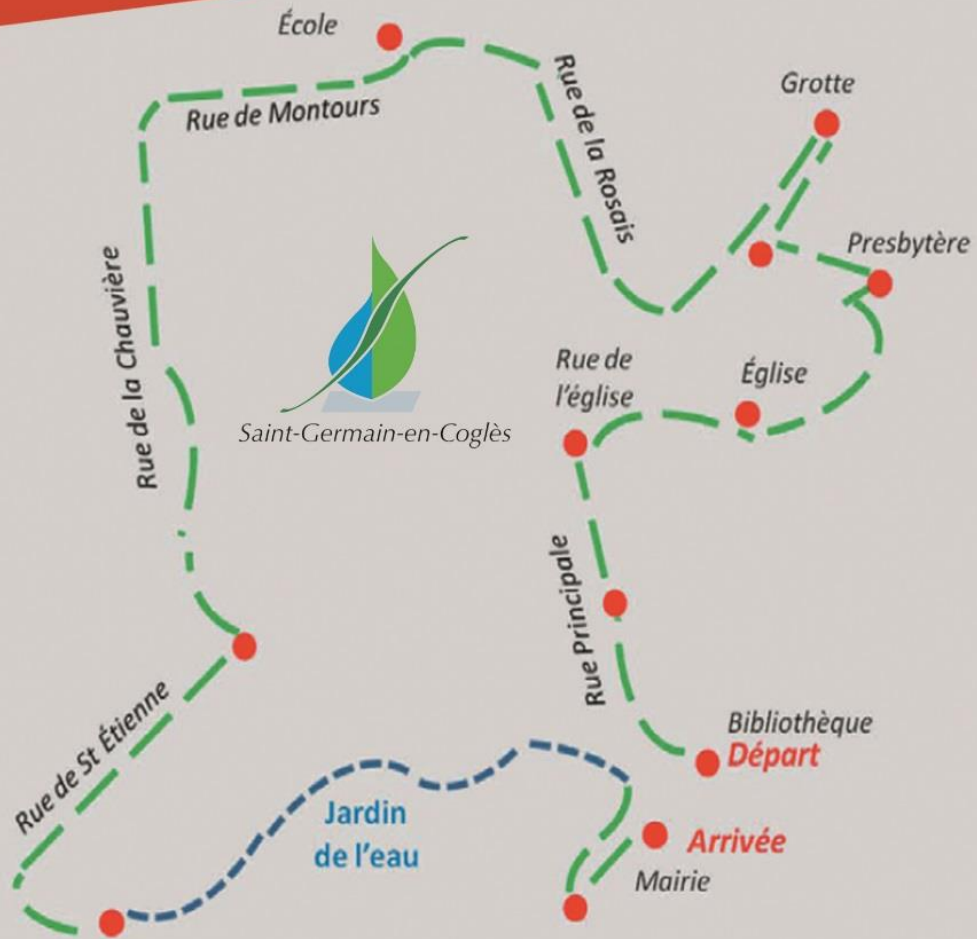 École
Grotte
Rue de Montours
Rue de la Rosais
Presbytère
Rue de la Chauvière
Rue de
l'église
Église
Saint-Germain-en-Coglès
Rue Principale
Rue de St Étienne
Bibliothèque
Départ
Jardin
de l'eau
Arrivée
Mairie